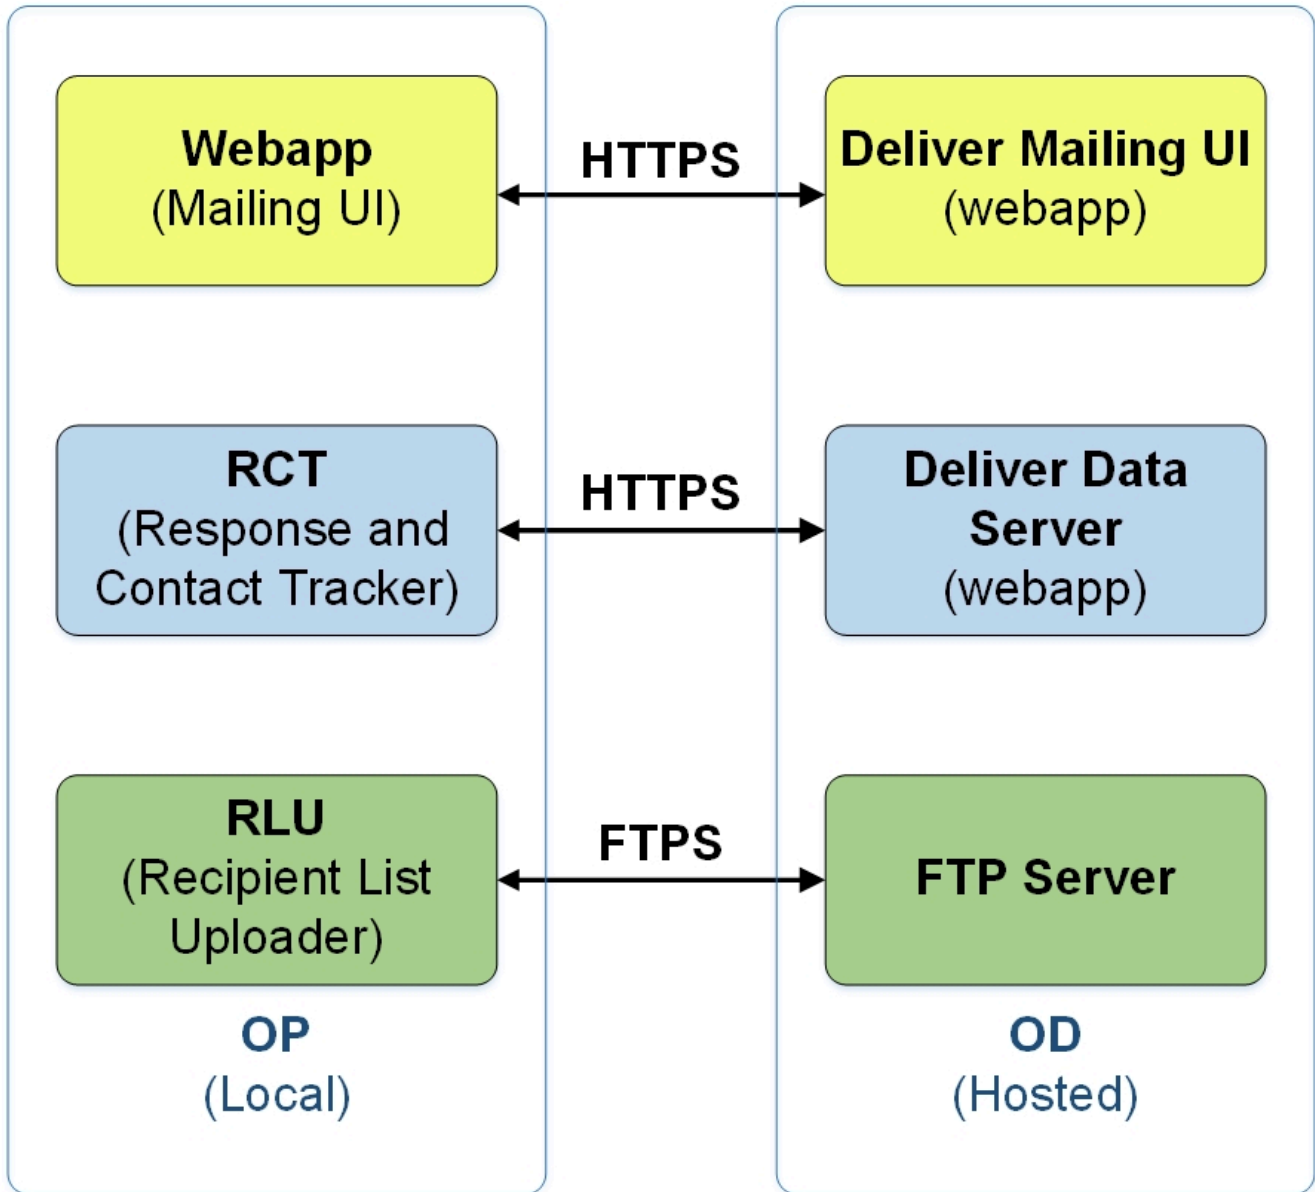 Webapp
(Mailing UI)
HTTPS
Deliver Mailing UI
(webapp)
RCT
(Response and
Contact Tracker)
HTTPS
Deliver Data
Server
(webapp)
RLU
(Recipient List
Uploader)
FTPS
FTP Server
OP
(Local)
OD
(Hosted)